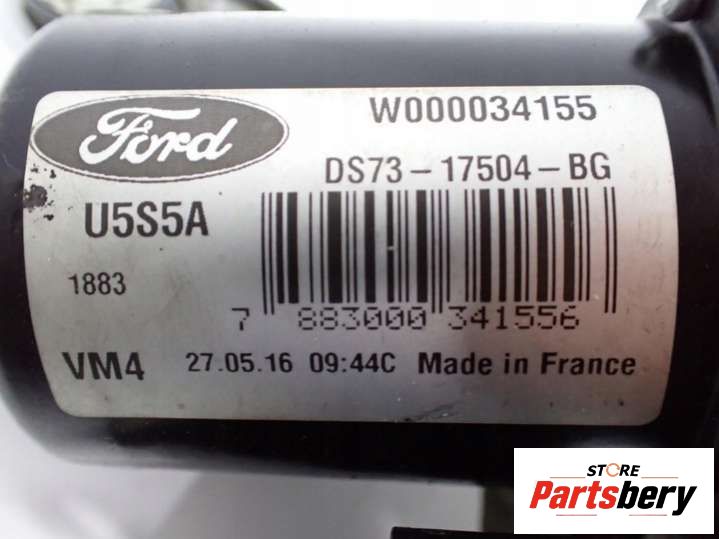 Ford
W000034155
DS73-17504-BG
U5S5A
1883
7 883000 341556
VM4 27.05.16 09:44C Made in France
STORE
Partsbery